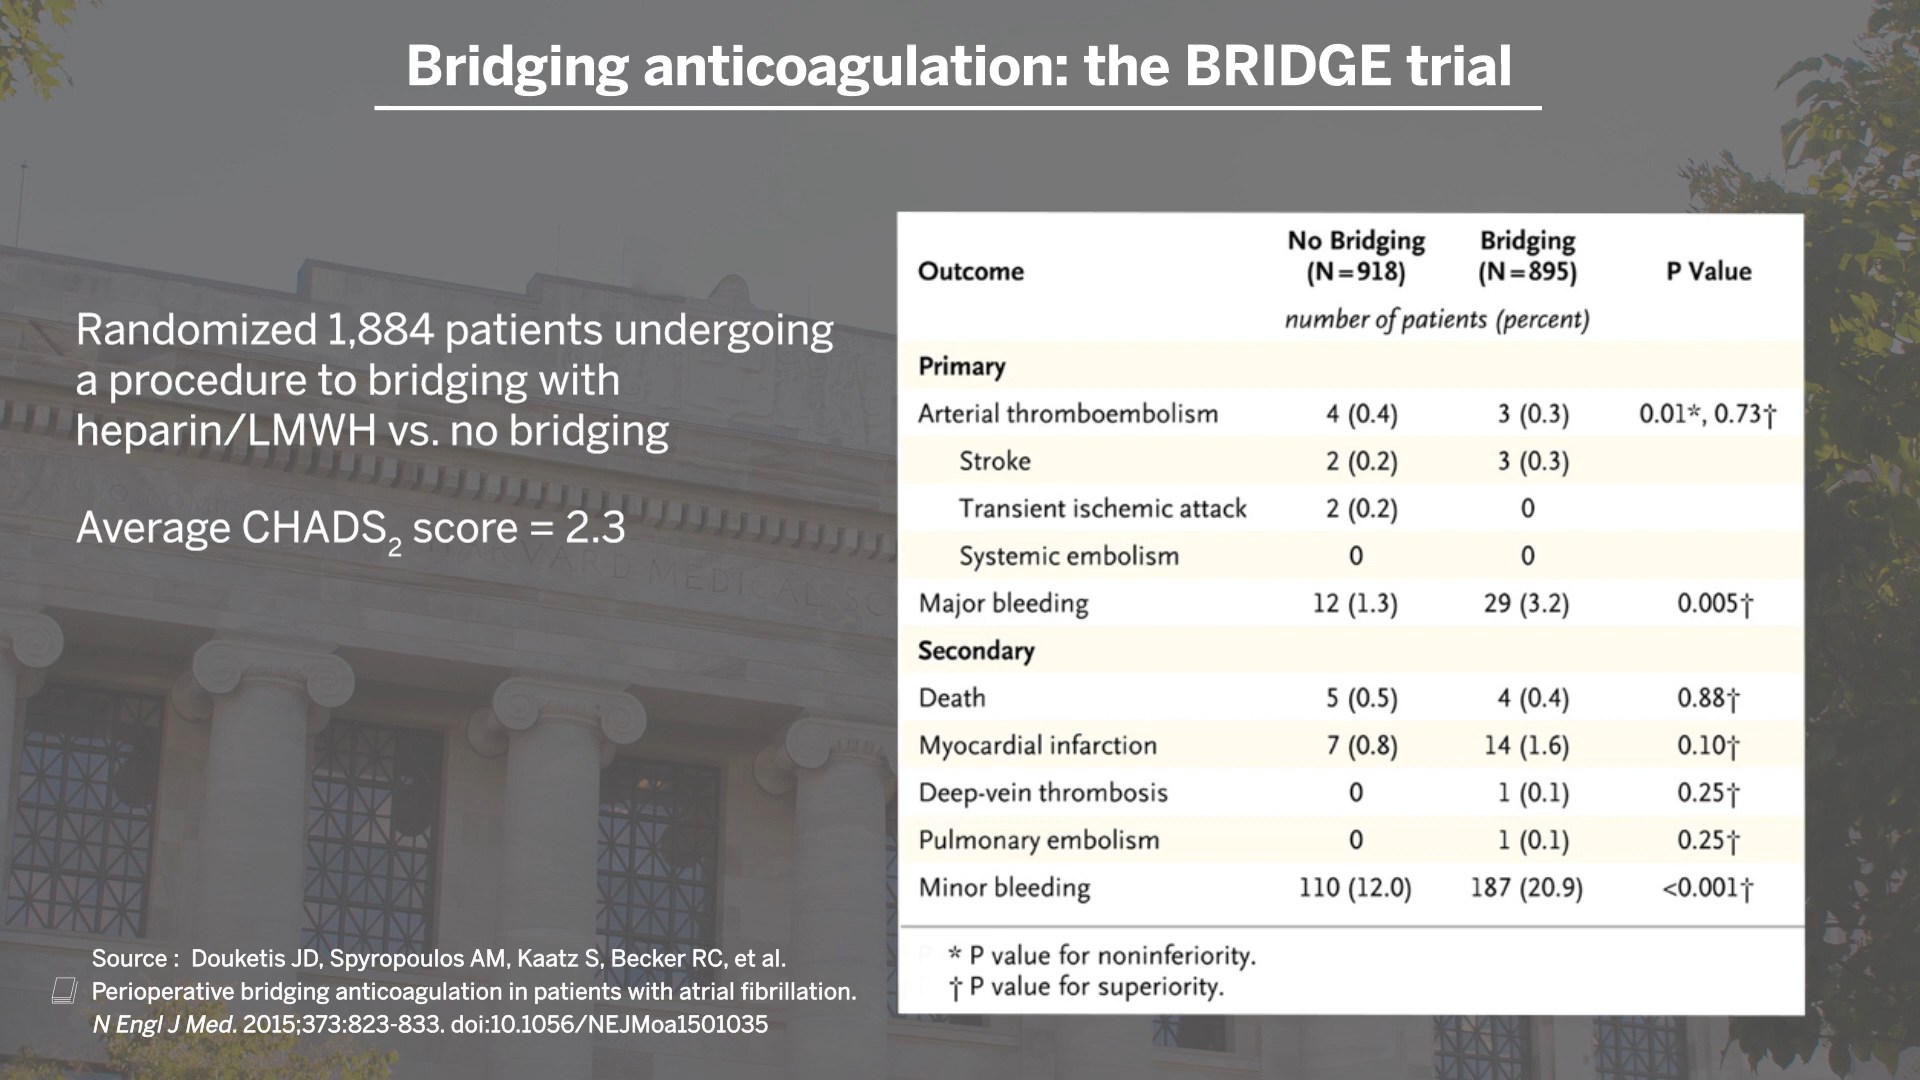 Bridging anticoagulation: the BRIDGE trial
Randomized 1,884 patients undergoing
a procedure to bridging with
heparin/LMWH vs. no bridging
Average CHADS2 score = 2.3
Source : Douketis JD, Spyropoulos AM, Kaatz S, Becker RC, et al.
Perioperative bridging anticoagulation in patients with atrial fibrillation.
N Engl J Med. 2015;373:823-833. doi:10.1056/NEJMoa1501035
Outcome No Bridging (N=918) Bridging (N=895) P Value
number of patients (percent)
Primary
Arterial thromboembolism 4 (0.4) 3 (0.3) 0.01*, 0.73†
Stroke 2 (0.2) 3 (0.3)
Transient ischemic attack 2 (0.2) 0
Systemic embolism 0 0
Major bleeding 12 (1.3) 29 (3.2) 0.005†
Secondary
Death 5 (0.5) 4 (0.4) 0.88†
Myocardial infarction 7 (0.8) 14 (1.6) 0.10†
Deep-vein thrombosis 0 1 (0.1) 0.25†
Pulmonary embolism 0 1 (0.1) 0.25†
Minor bleeding 110 (12.0) 187 (20.9) <0.001†
* P value for noninferiority.
† P value for superiority.
HARVARD MEDICAL SC